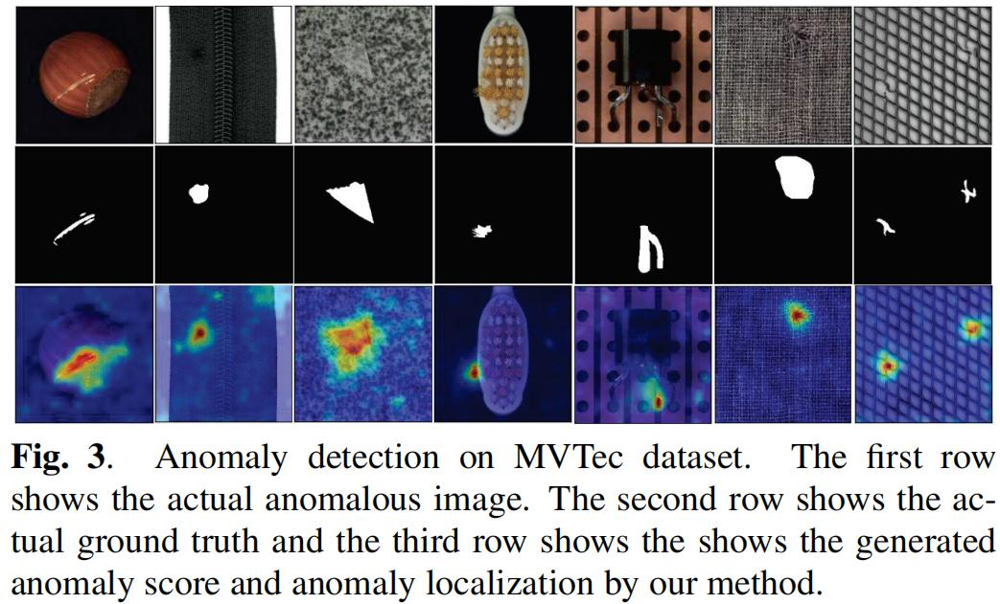 Fig. 3. Anomaly detection on MVTec dataset. The first row
shows the actual anomalous image. The second row shows the ac-
tual ground truth and the third row shows the shows the generated
anomaly score and anomaly localization by our method.